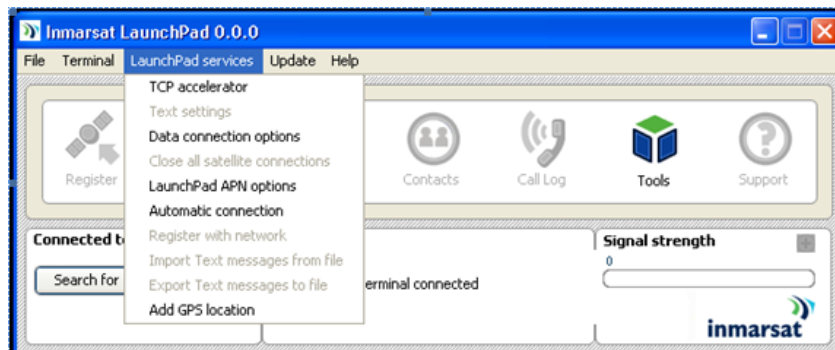 Inmarsat LaunchPad 0.0.0
File Terminal LaunchPad services Update Help
TCP accelerator
Text settings
Data connection options
Close all satellite connections
LaunchPad APN options
Automatic connection
Register with network
Import Text messages from file
Export Text messages to file
Add GPS location
Register Contacts Call Log Tools Support
Connected t
Search for
erminal connected
Signal strength
0
inmarsat